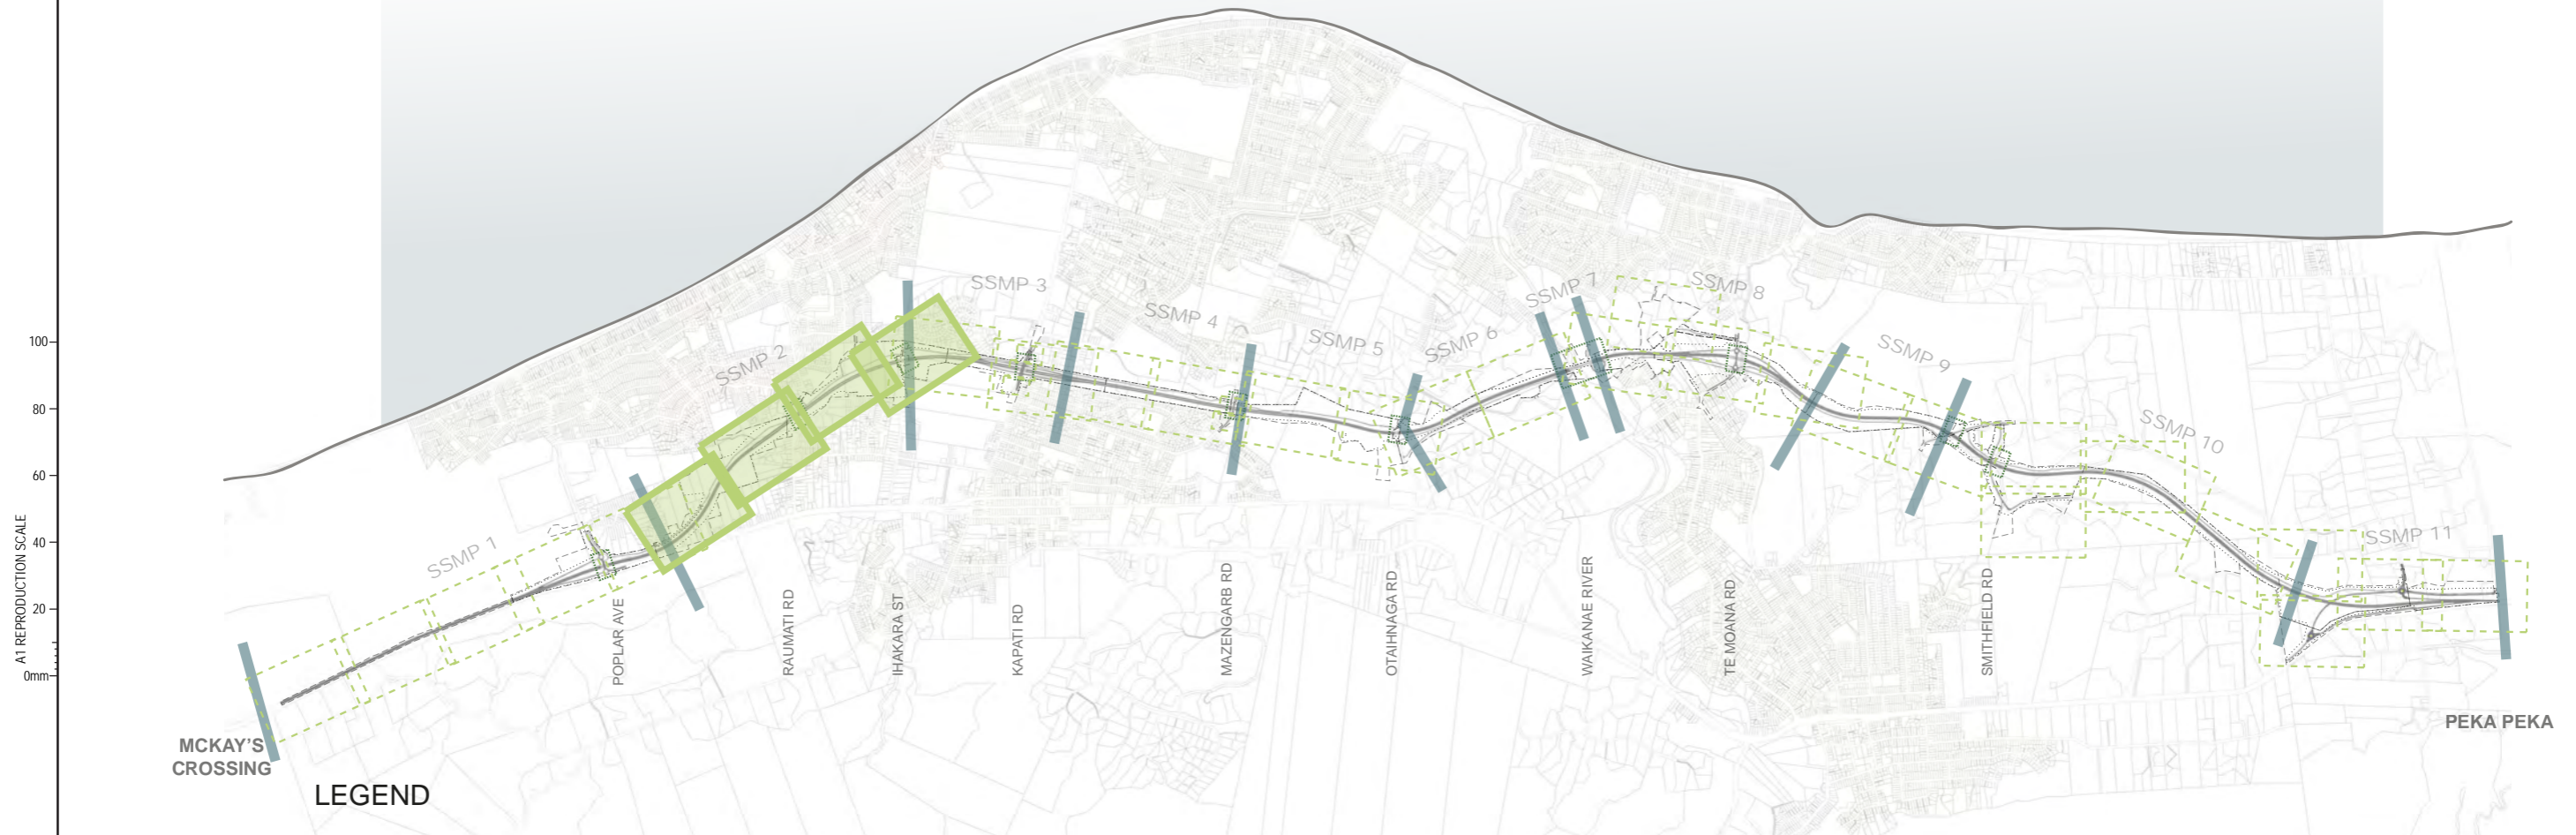 SSMP 1
SSMP 2
SSMP 3
SSMP 4
SSMP 5
SSMP 6
SSMP 7
SSMP 8
SSMP 9
SSMP 10
SSMP 11
POPLAR AVE
RAUMATI RD
IHAKARA ST
KAPATI RD
MAZENGARB RD
OTAIHNAGA RD
WAIKANAE RIVER
TE MOANA RD
SMITHFIELD RD
MCKAY'S
CROSSING
PEKA PEKA
LEGEND
A1 REPRODUCTION SCALE
100
80
60
40
20
0mm